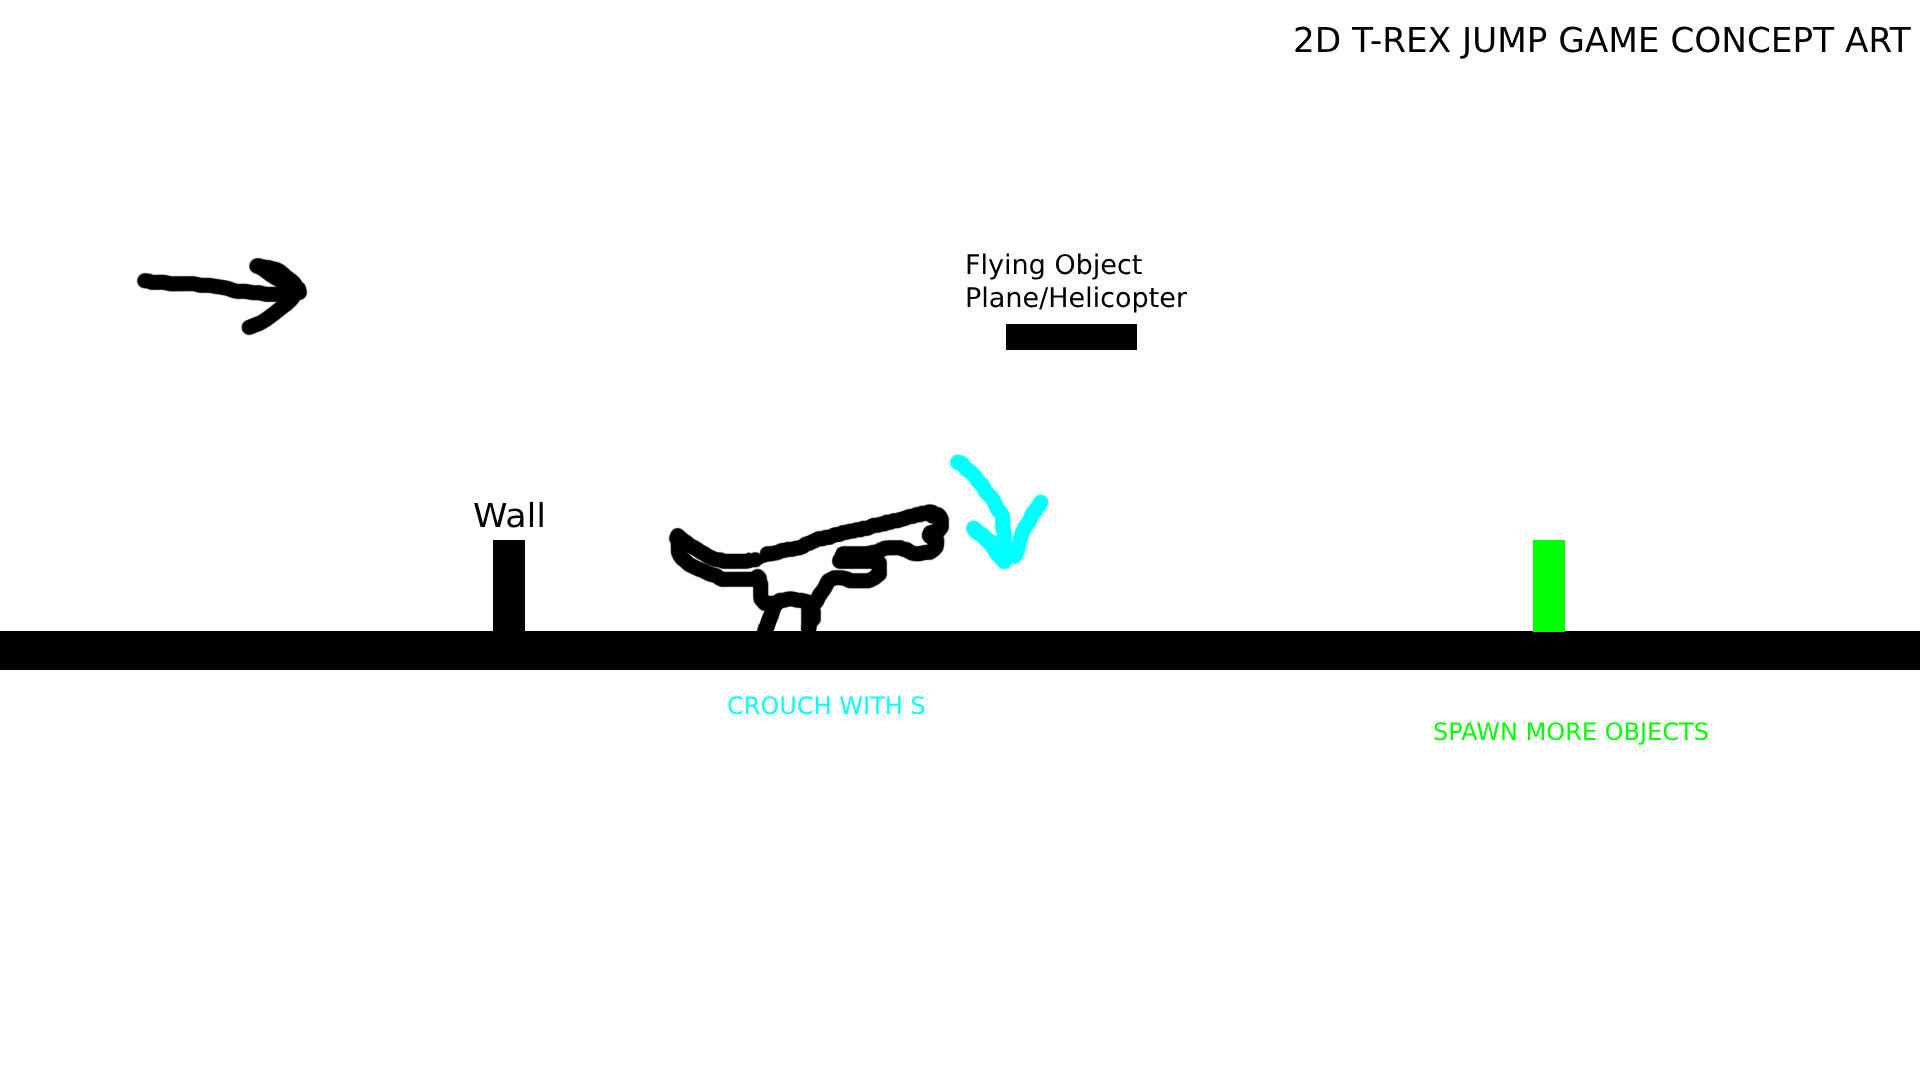 2D T-REX JUMP GAME CONCEPT ART
Flying Object
Plane/Helicopter
Wall
CROUCH WITH S
SPAWN MORE OBJECTS